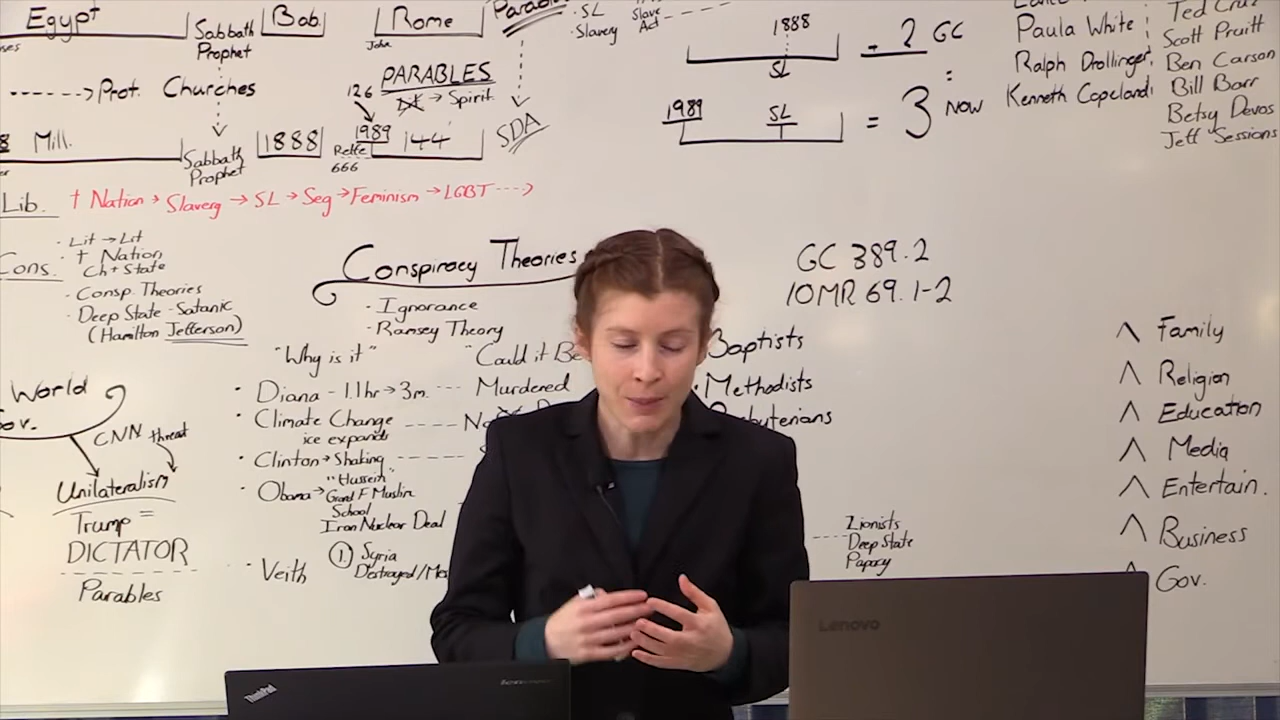 Egypt
Sabbath
Prophet
Bab.
Rome
John
SL
Slavery
Slave
Act
1888
SL
2 GC
Paula White
Ralph Drollinger
Kenneth Copeland
Ted Cruz
Scott Pruitt
Ben Carson
Bill Barr
Betsy Devos
Jeff Sessions
Prot. Churches
126
PARABLES
→ Spirit.
SDA
1989
SL
= 3 NOW
Mill.
Sabbath
Prophet
1888
1989
144
666
Lib.
† Nation → Slavery → SL → Seg → Feminism → LGBT
Cons.
· Lit → Lit
· † Nation
Ch + State
· Consp. Theories
· Deep State - Satanic
(Hamilton Jefferson)
World
Gov.
CNN threat
Unilateralism
Trump =
DICTATOR
Parables
Conspiracy Theories
· Ignorance
· Ramsey Theory
"Why is it"
"Could it Be
· Diana - 1.1hr → 3m. --- Murdered
· Climate Change
ice expands
· Clinton → Shaking
· Obama → "Hussein"
Grand F Muslim
School
Iran Nuclear Deal
Veith
① Syria
Destroyed
GC 389.2
10MR 69.1-2
Baptists
· Methodists
Zionists
Deep State
Papacy
Λ Family
Λ Religion
Λ Education
Λ Media
Λ Entertain.
Λ Business
Λ Gov.
ThinkPad
Lenovo